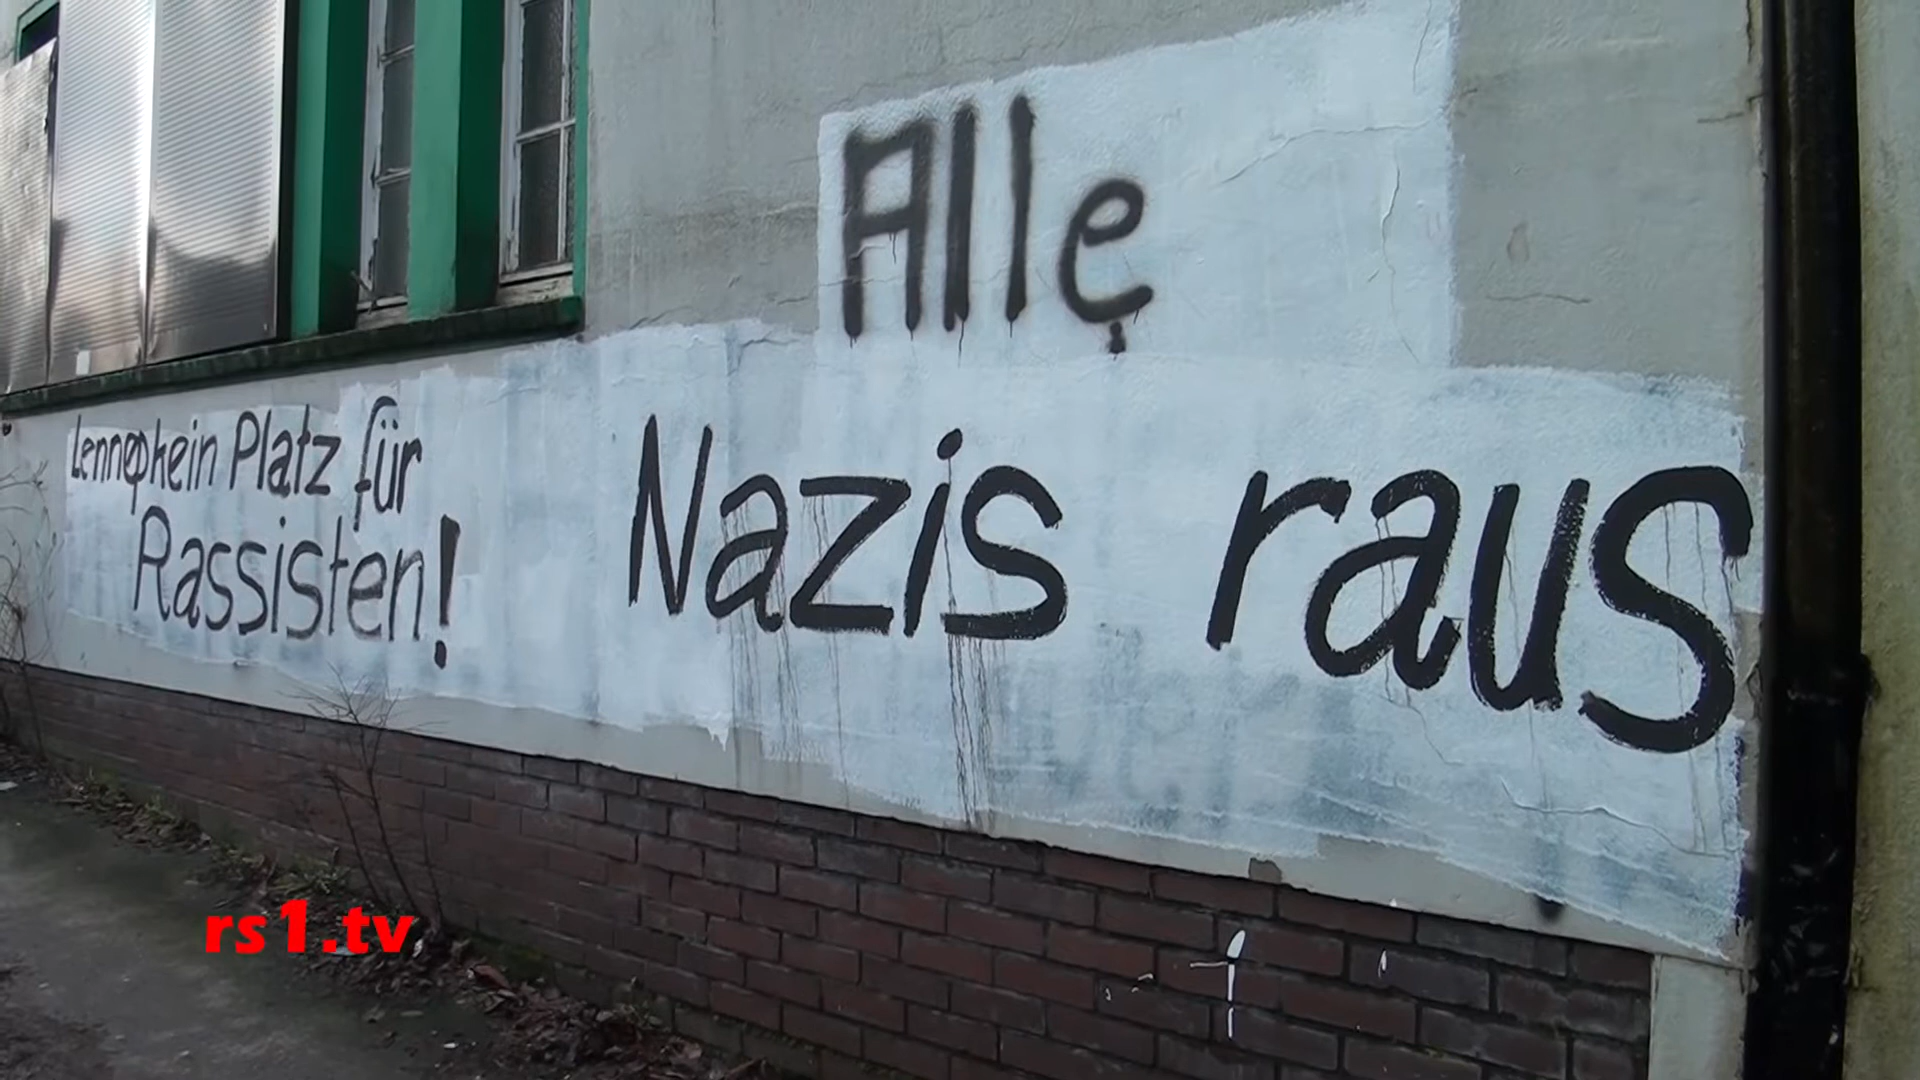 Lennep kein Platz für
Rassisten!
Alle
Nazis raus
rs1.tv